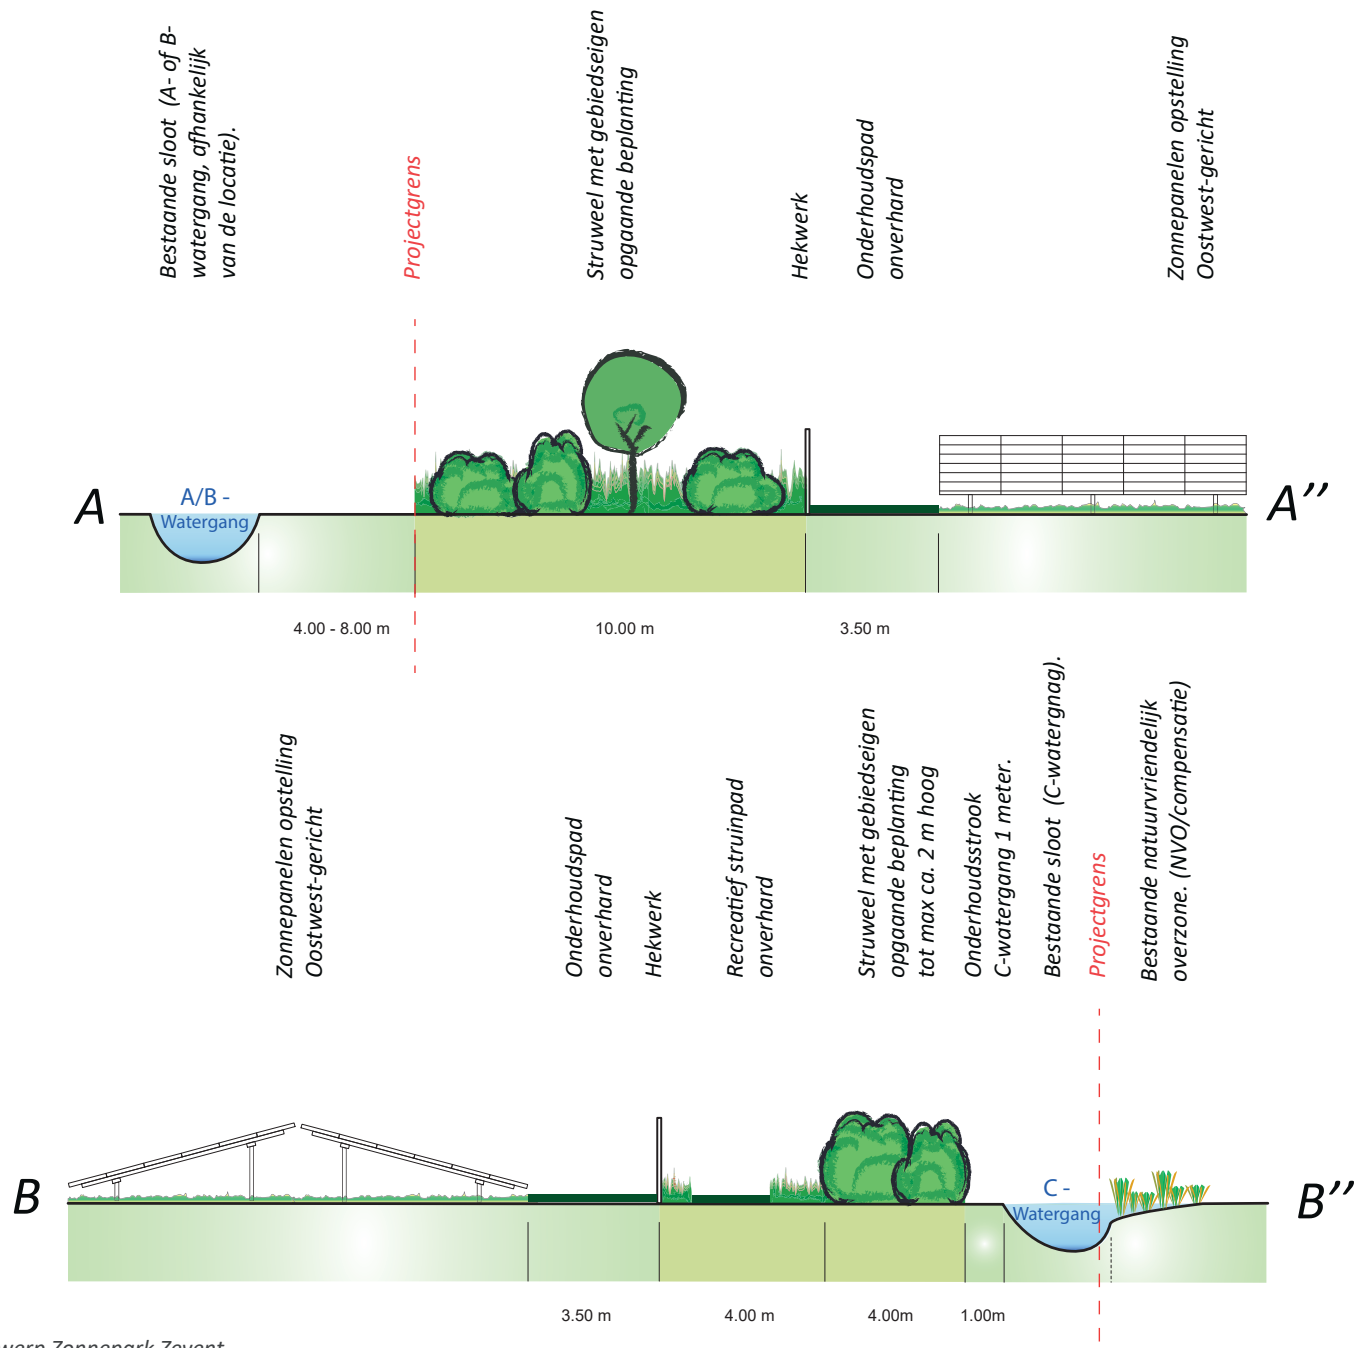 Bestaande sloot (A- of B-
watergang, afhankelijk
van de locatie).
Projectgrens
Struweel met gebiedseigen
opgaande beplanting
Hekwerk
Onderhoudspad
onverhard
Zonnepanelen opstelling
Oostwest-gericht
A
A/B -
Watergang
A’’
4.00 - 8.00 m
10.00 m
3.50 m
Zonnepanelen opstelling
Oostwest-gericht
Onderhoudspad
onverhard
Hekwerk
Recreatief struinpad
onverhard
Struweel met gebiedseigen
opgaande beplanting
tot max ca. 2 m hoog
Onderhoudsstrook
C-watergang 1 meter.
Bestaande sloot (C-watergnag).
Projectgrens
Bestaande natuurvriendelijk
overzone. (NVO/compensatie)
B
C -
Watergang
B’’
3.50 m
4.00 m
4.00m
1.00m
Zonnepark Zevent